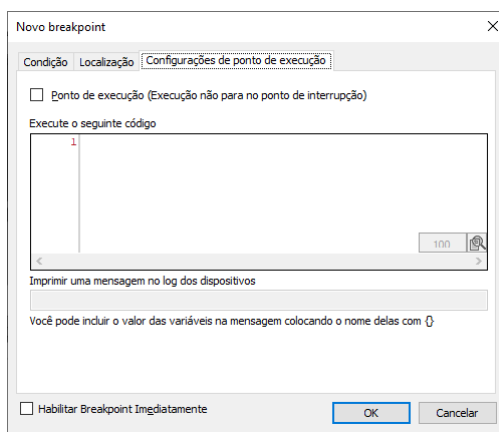 Novo breakpoint
Condição Localização Configurações de ponto de execução
Ponto de execução (Execução não para no ponto de interrupção)
Execute o seguinte código
1
100
Imprimir uma mensagem no log dos dispositivos
Você pode incluir o valor das variáveis na mensagem colocando o nome delas com {}
Habilitar Breakpoint Imediatamente OK Cancelar